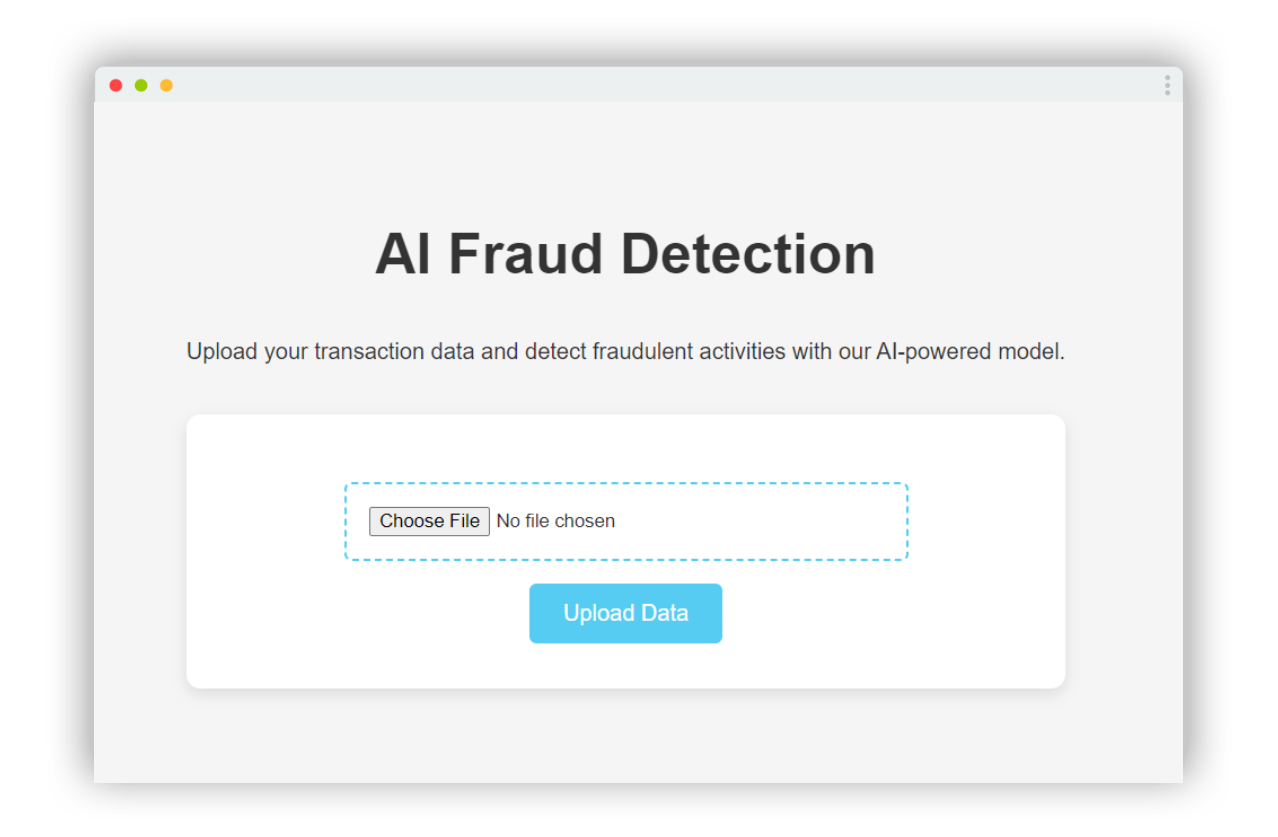 AI Fraud Detection
Upload your transaction data and detect fraudulent activities with our AI-powered model.
Choose File No file chosen
Upload Data